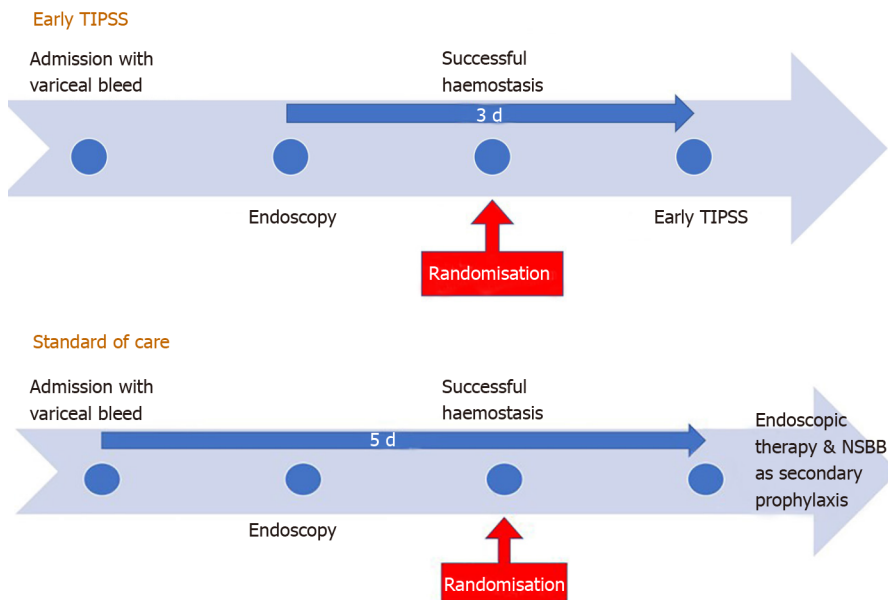 Early TIPSS
Admission with
variceal bleed
Successful
haemostasis
3 d
Endoscopy
Early TIPSS
Randomisation
Standard of care
Admission with
variceal bleed
Successful
haemostasis
5 d
Endoscopic
therapy & NSBB
as secondary
prophylaxis
Endoscopy
Randomisation